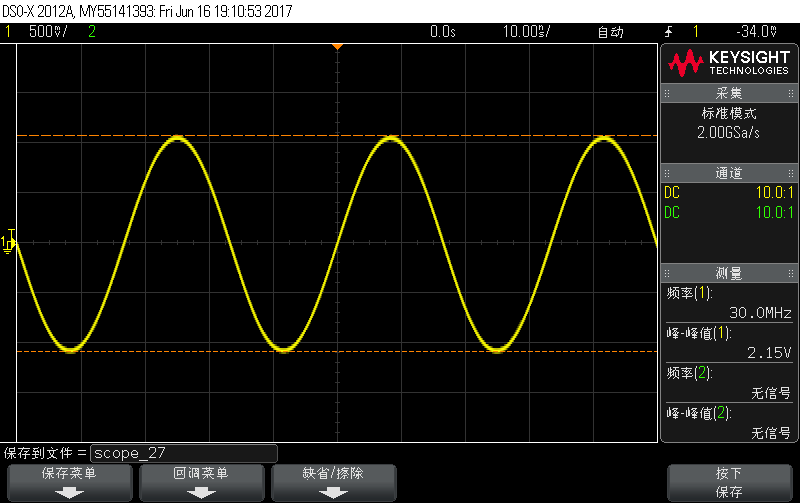 DSO-X 2012A, MY55141393: Fri Jun 16 19:10:53 2017
1 500mV/ 2 0.0s 10.00ns/ 自动 1 -34.0mV
KEYSIGHT
TECHNOLOGIES
采集
标准模式
2.00GSa/s
通道
DC 10.0:1
DC 10.0:1
测量
频率(1):
30.0MHz
峰-峰值(1):
2.15V
频率(2):
无信号
峰-峰值(2):
无信号
1
保存到文件 = scope_27
保存菜单
回调菜单
缺省/擦除
按下
保存